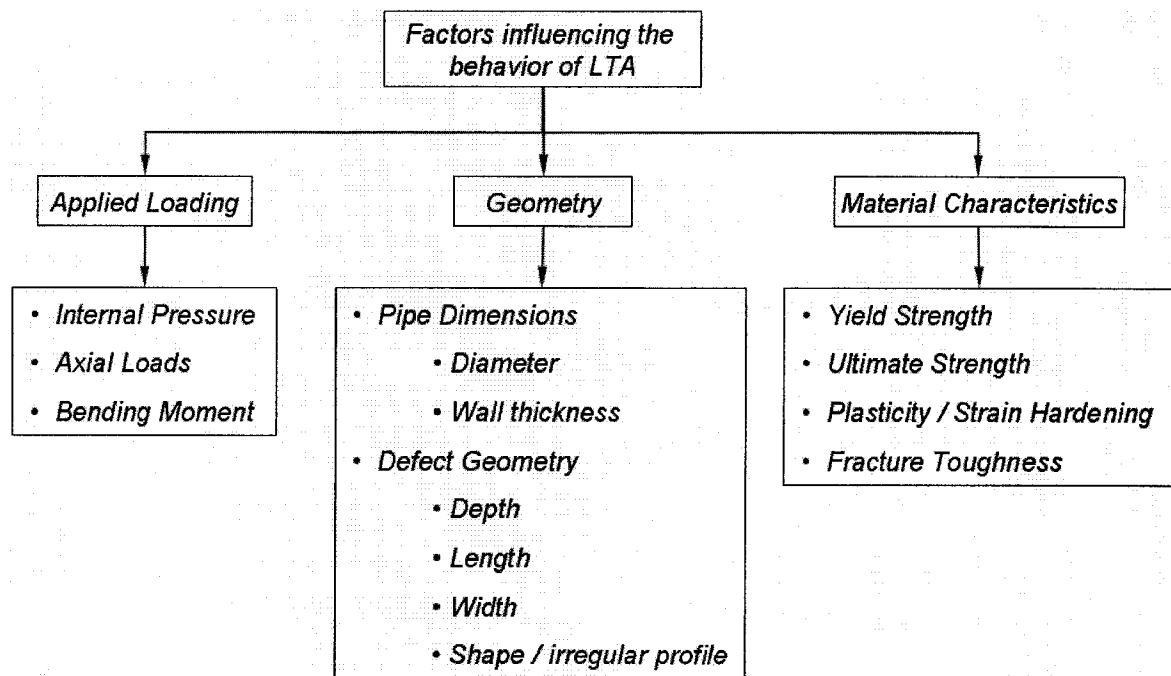 Factors influencing the
behavior of LTA
Applied Loading
Geometry
Material Characteristics
• Internal Pressure
• Axial Loads
• Bending Moment
• Pipe Dimensions
• Diameter
• Wall thickness
• Defect Geometry
• Depth
• Length
• Width
• Shape / irregular profile
• Yield Strength
• Ultimate Strength
• Plasticity / Strain Hardening
• Fracture Toughness